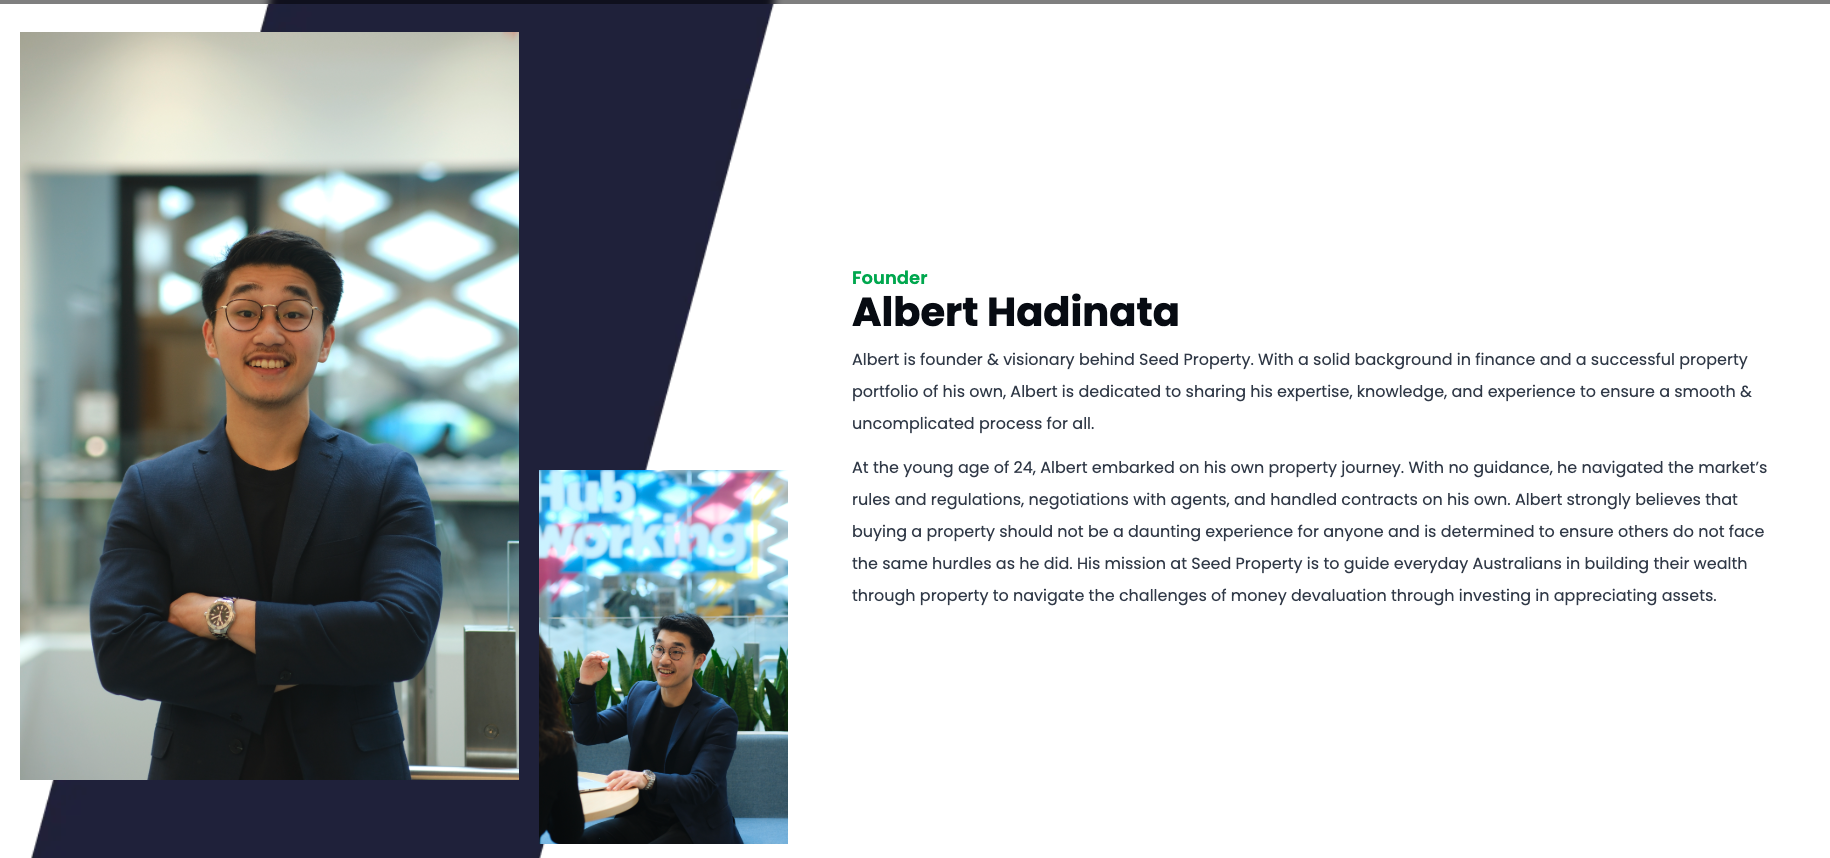 Founder
Albert Hadinata
Albert is founder & visionary behind Seed Property. With a solid background in finance and a successful property
portfolio of his own, Albert is dedicated to sharing his expertise, knowledge, and experience to ensure a smooth &
uncomplicated process for all.
At the young age of 24, Albert embarked on his own property journey. With no guidance, he navigated the market’s
rules and regulations, negotiations with agents, and handled contracts on his own. Albert strongly believes that
buying a property should not be a daunting experience for anyone and is determined to ensure others do not face
the same hurdles as he did. His mission at Seed Property is to guide everyday Australians in building their wealth
through property to navigate the challenges of money devaluation through investing in appreciating assets.
Hub
working